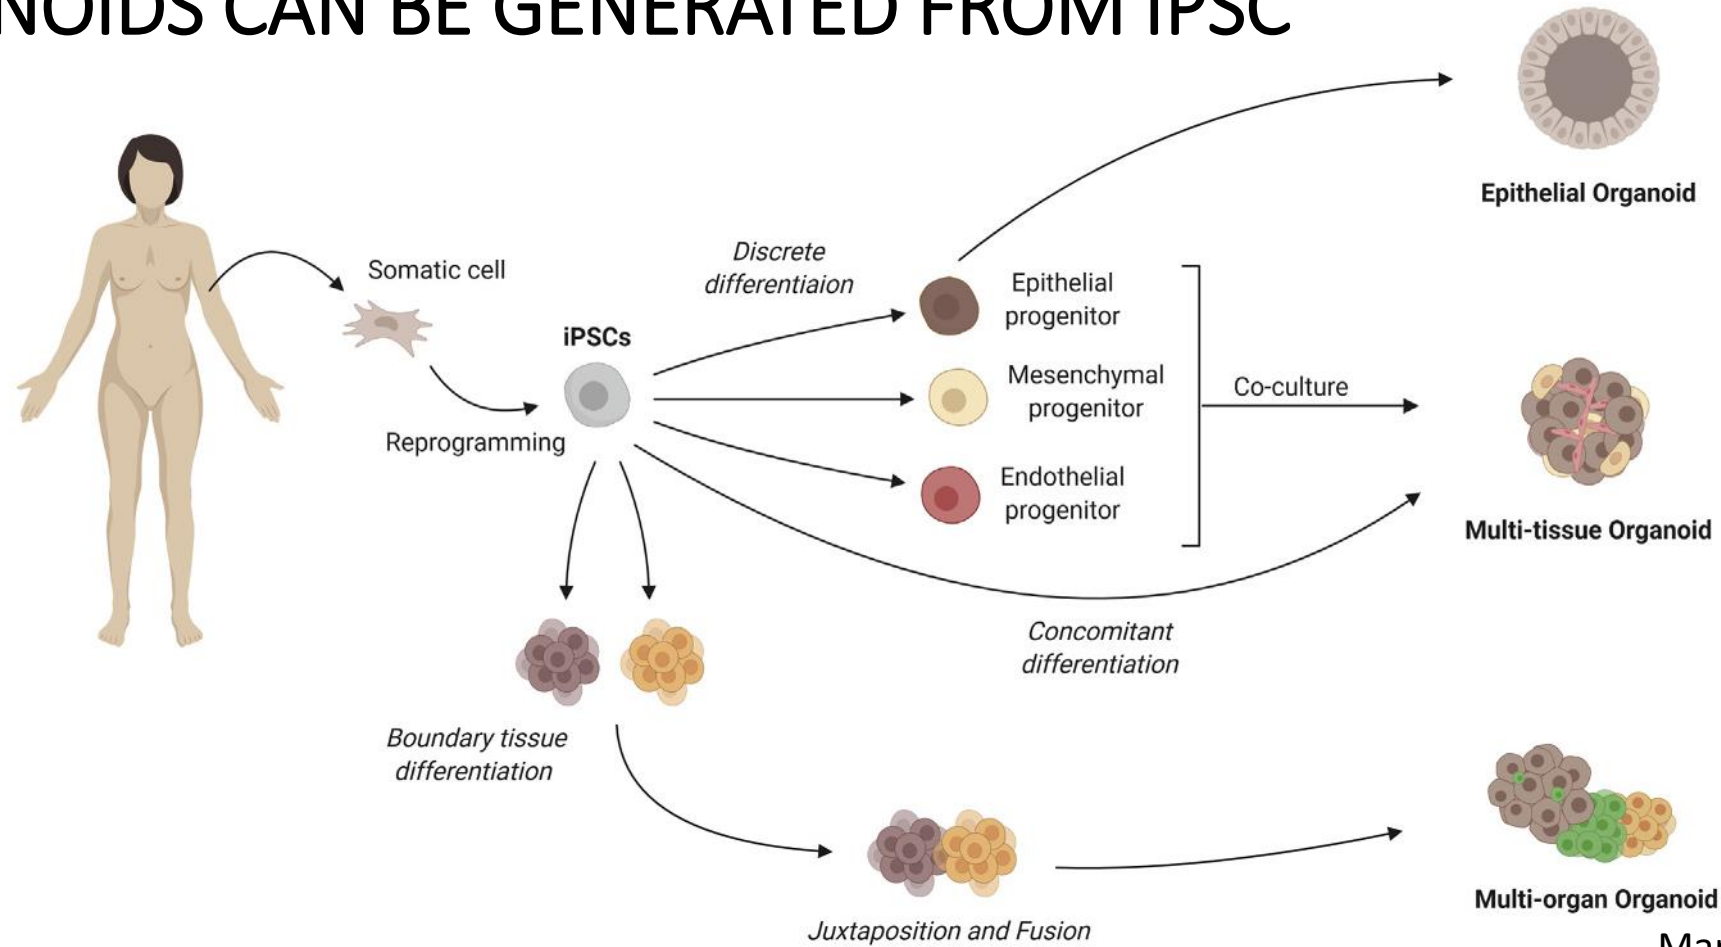 NOIDS CAN BE GENERATED FROM iPSC
Epithelial Organoid
Somatic cell
Discrete
differentiaion
Epithelial
progenitor
iPSCs
Mesenchymal
progenitor
Co-culture
Reprogramming
Endothelial
progenitor
Multi-tissue Organoid
Concomitant
differentiation
Boundary tissue
differentiation
Multi-organ Organoid
Juxtaposition and Fusion